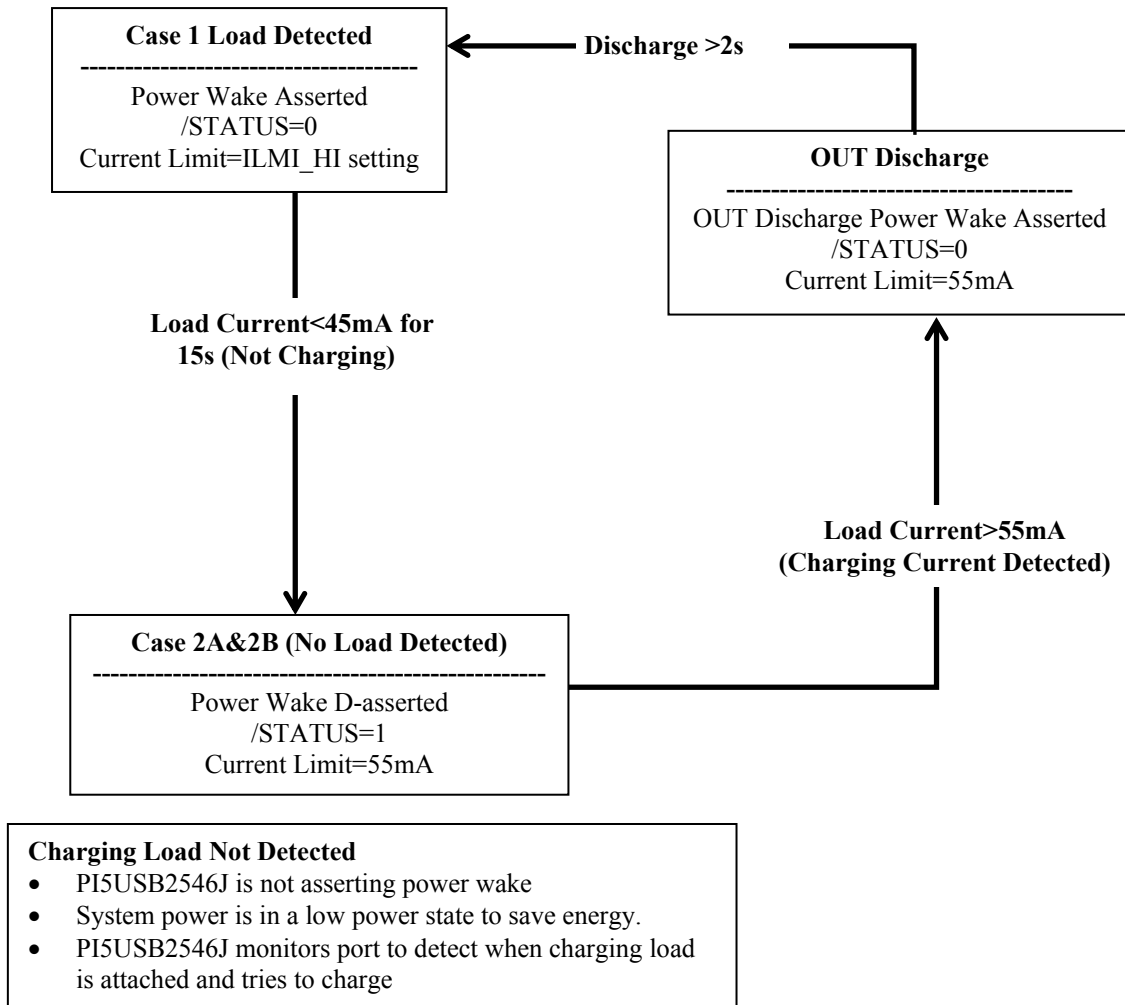 Case 1 Load Detected
----------------------------------------
Power Wake Asserted
/STATUS=0
Current Limit=ILMI_HI setting
Discharge >2s
OUT Discharge
-----------------------------------------
OUT Discharge Power Wake Asserted
/STATUS=0
Current Limit=55mA
Load Current<45mA for
15s (Not Charging)
Load Current>55mA
(Charging Current Detected)
Case 2A&2B (No Load Detected)
------------------------------------------------------
Power Wake D-asserted
/STATUS=1
Current Limit=55mA
Charging Load Not Detected
• PI5USB2546J is not asserting power wake
• System power is in a low power state to save energy.
• PI5USB2546J monitors port to detect when charging load
is attached and tries to charge